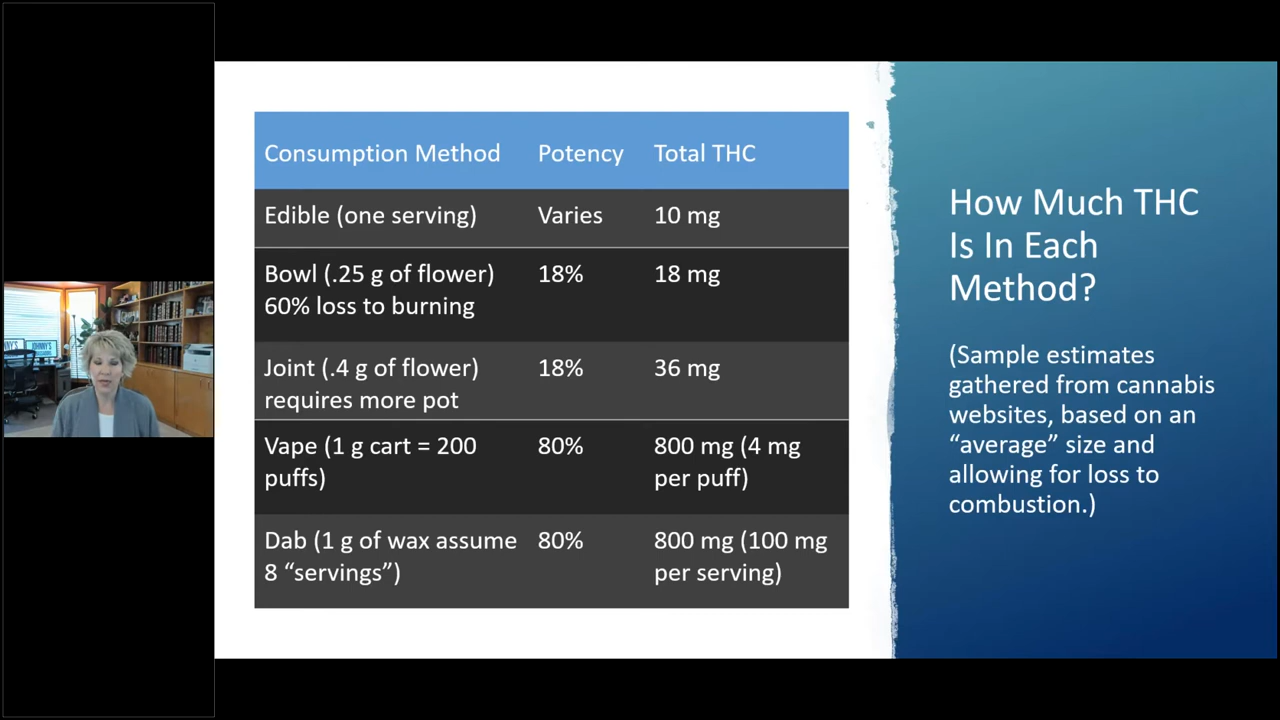 Consumption Method Potency Total THC
Edible (one serving) Varies 10 mg
Bowl (.25 g of flower) 18% 18 mg
60% loss to burning
Joint (.4 g of flower) 18% 36 mg
requires more pot
Vape (1 g cart = 200 80% 800 mg (4 mg
puffs) per puff)
Dab (1 g of wax assume 80% 800 mg (100 mg
8 “servings”) per serving)
How Much THC
Is In Each
Method?
(Sample estimates
gathered from cannabis
websites, based on an
“average” size and
allowing for loss to
combustion.)